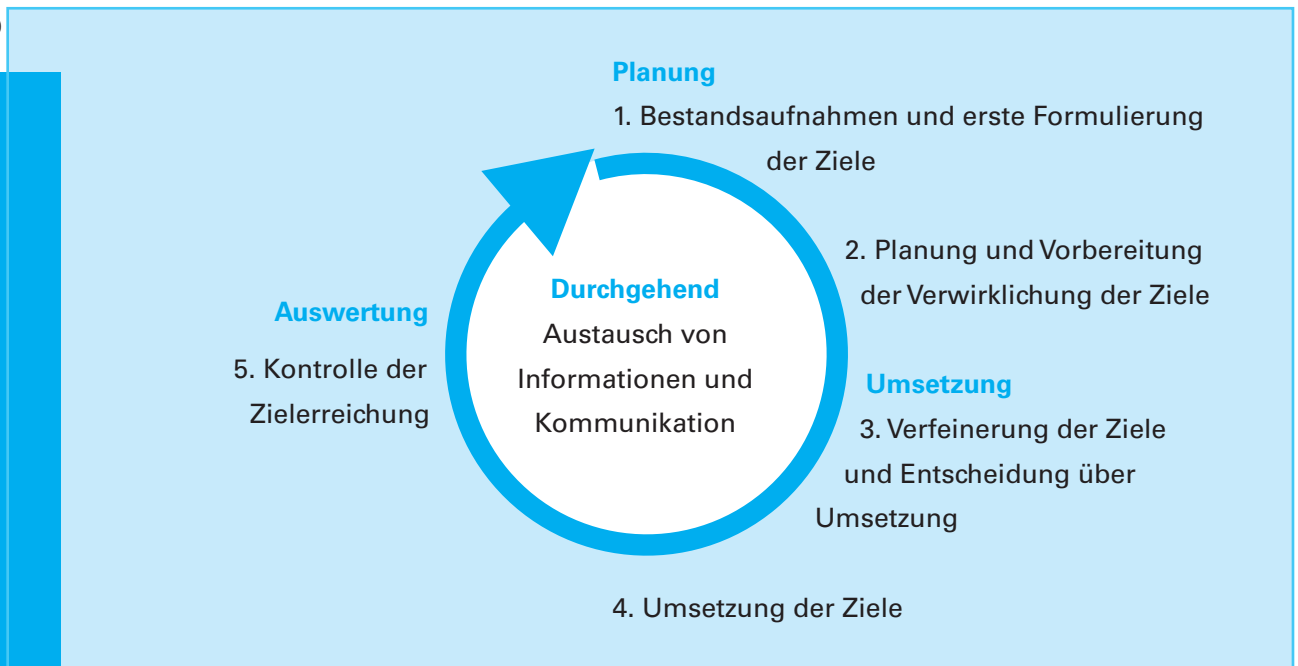 Planung
1. Bestandsaufnahmen und erste Formulierung
der Ziele
2. Planung und Vorbereitung
der Verwirklichung der Ziele
Umsetzung
3. Verfeinerung der Ziele
und Entscheidung über
Umsetzung
4. Umsetzung der Ziele
Auswertung
5. Kontrolle der
Zielerreichung
Durchgehend
Austausch von
Informationen und
Kommunikation